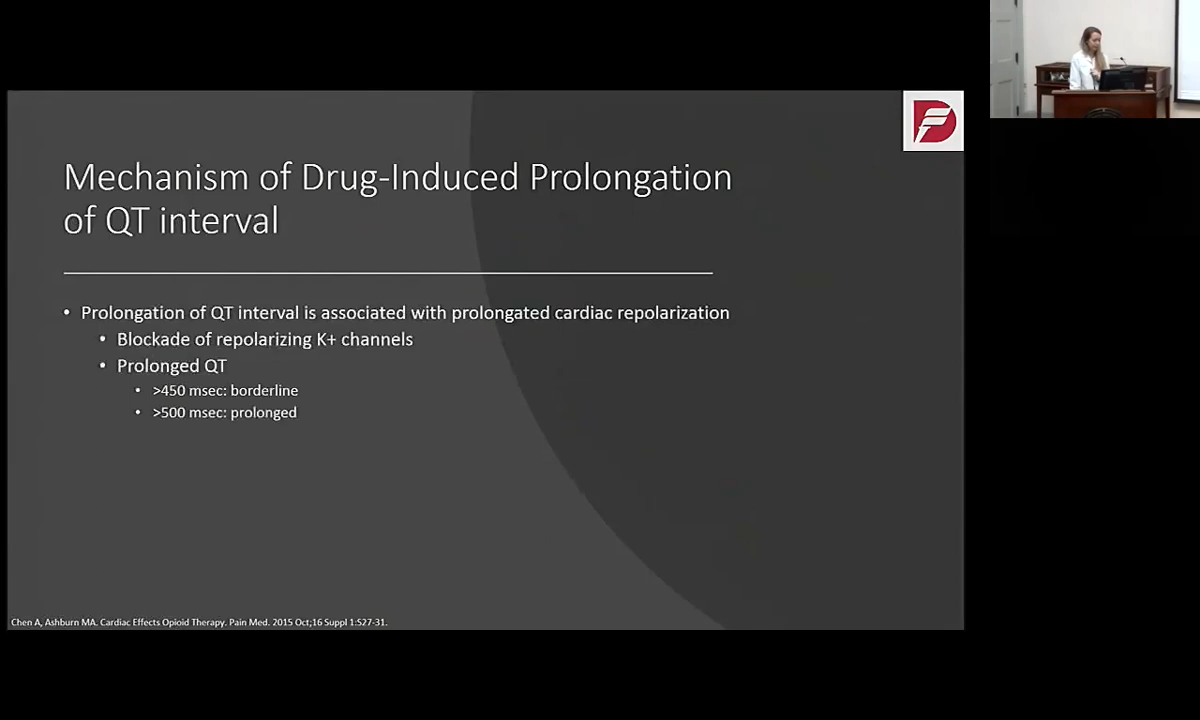 Mechanism of Drug-Induced Prolongation
of QT interval
• Prolongation of QT interval is associated with prolongated cardiac repolarization
• Blockade of repolarizing K+ channels
• Prolonged QT
• >450 msec: borderline
• >500 msec: prolonged
Chen A, Ashburn MA. Cardiac Effects Opioid Therapy. Pain Med. 2015 Oct;16 Suppl 1:S27-31.